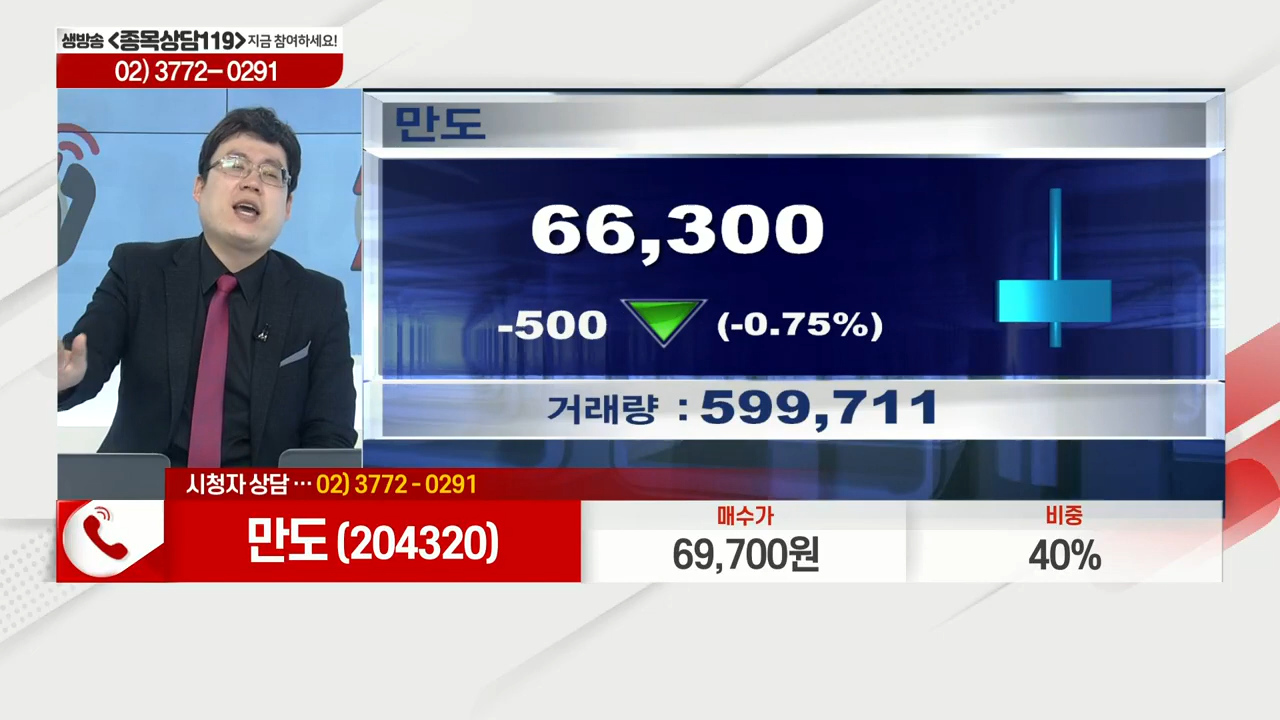 생방송 <종목상담119> 지금 참여하세요!
02) 3772-0291
만도
66,300
-500 (-0.75%)
거래량 : 599,711
시청자 상담 … 02) 3772 - 0291
만도 (204320)
매수가
69,700원
비중
40%